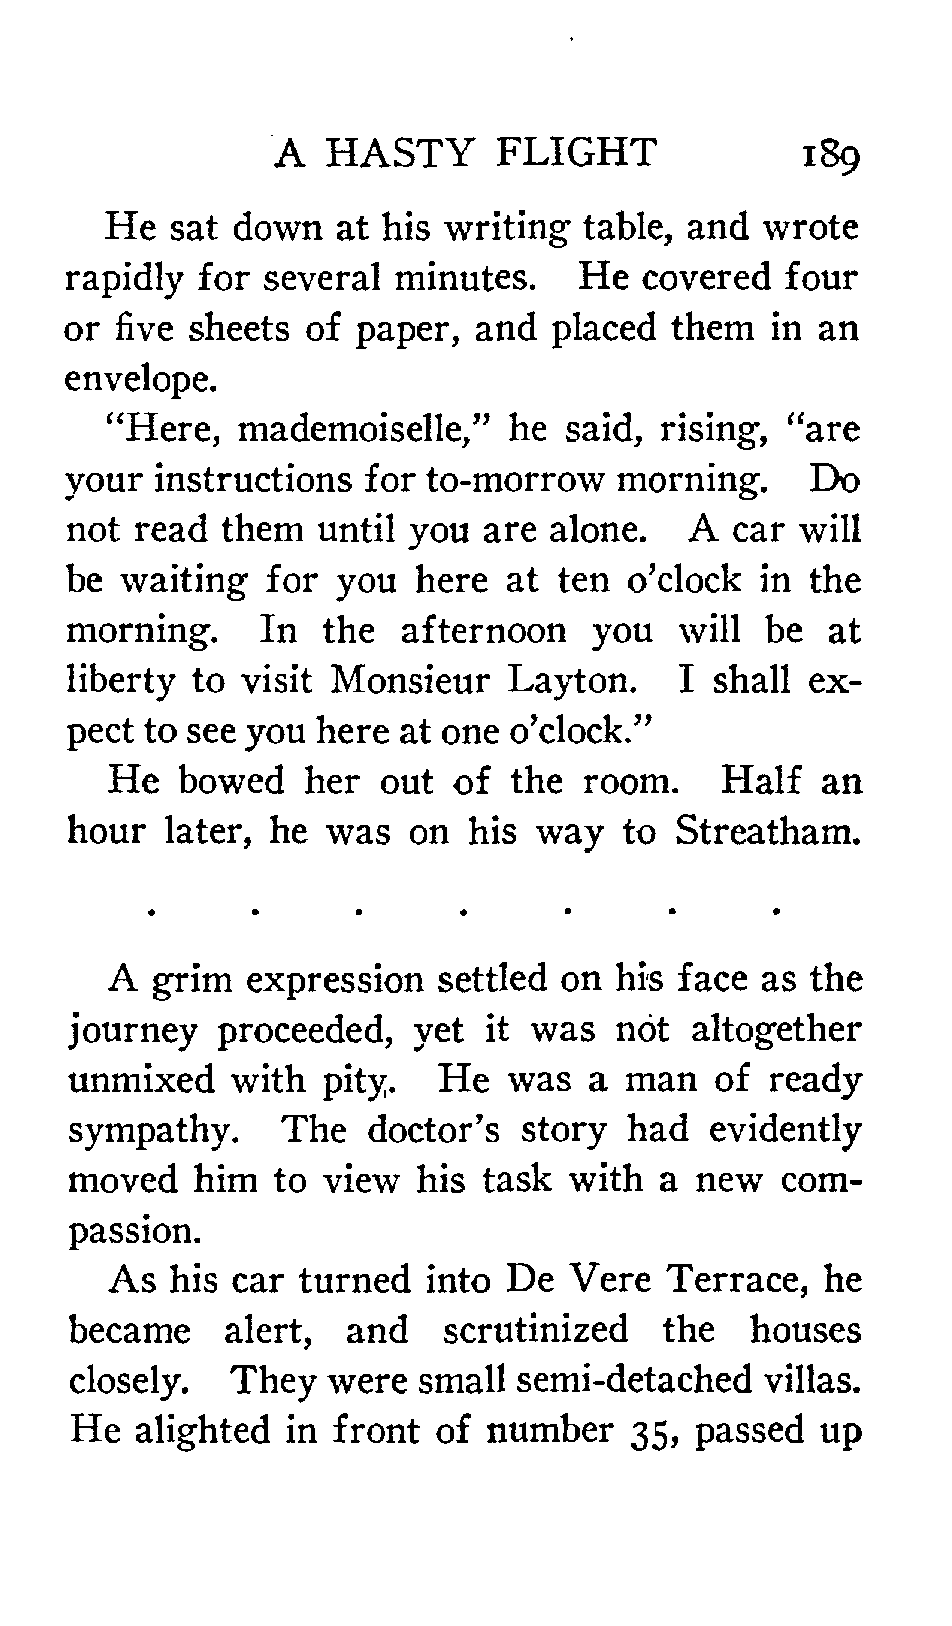 A HASTY FLIGHT 189
He sat down at his writing table, and wrote
rapidly for several minutes. He covered four
or five sheets of paper, and placed them in an
envelope.
“Here, mademoiselle,” he said, rising, “are
your instructions for to-morrow morning. Do
not read them until you are alone. A car will
be waiting for you here at ten o’clock in the
morning. In the afternoon you will be at
liberty to visit Monsieur Layton. I shall ex-
pect to see you here at one o’clock.”
He bowed her out of the room. Half an
hour later, he was on his way to Streatham.
. . . . . . .
A grim expression settled on his face as the
journey proceeded, yet it was not altogether
unmixed with pity. He was a man of ready
sympathy. The doctor’s story had evidently
moved him to view his task with a new com-
passion.
As his car turned into De Vere Terrace, he
became alert, and scrutinized the houses
closely. They were small semi-detached villas.
He alighted in front of number 35, passed up